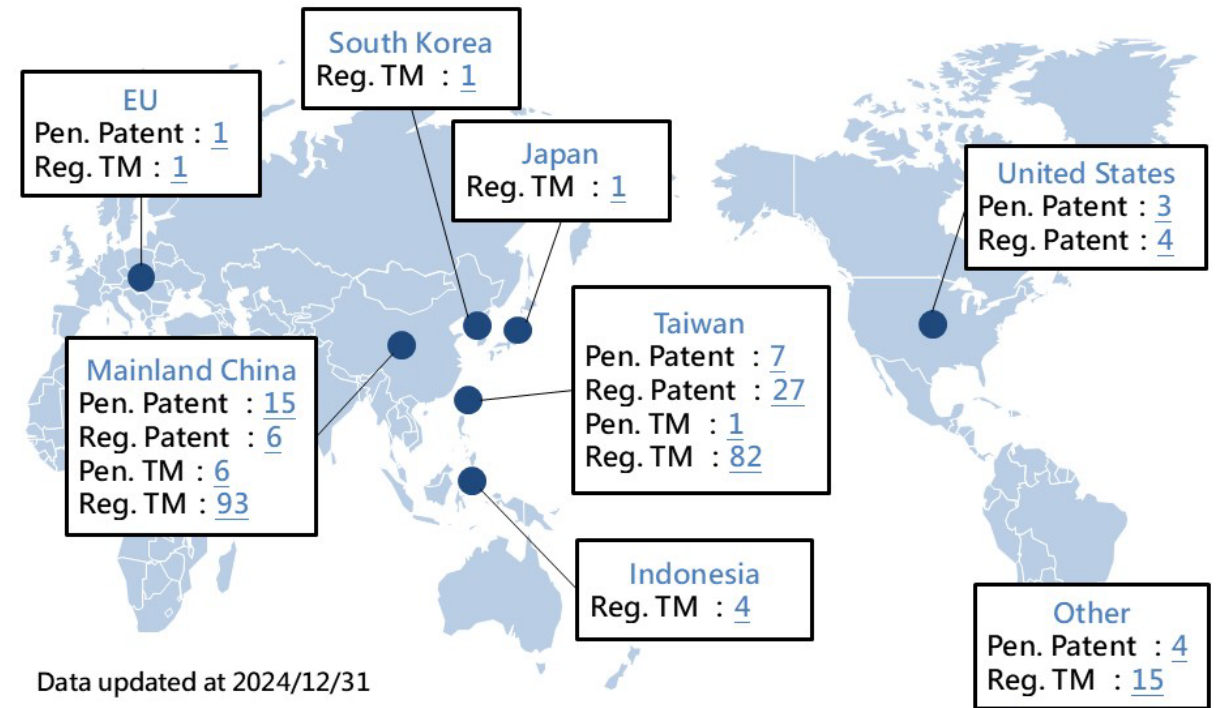 South Korea
Reg. TM : 1
EU
Pen. Patent : 1
Reg. TM : 1
Japan
Reg. TM : 1
United States
Pen. Patent : 3
Reg. Patent : 4
Mainland China
Pen. Patent : 15
Reg. Patent : 6
Pen. TM : 6
Reg. TM : 93
Taiwan
Pen. Patent : 7
Reg. Patent : 27
Pen. TM : 1
Reg. TM : 82
Indonesia
Reg. TM : 4
Other
Pen. Patent : 4
Reg. TM : 15
Data updated at 2024/12/31